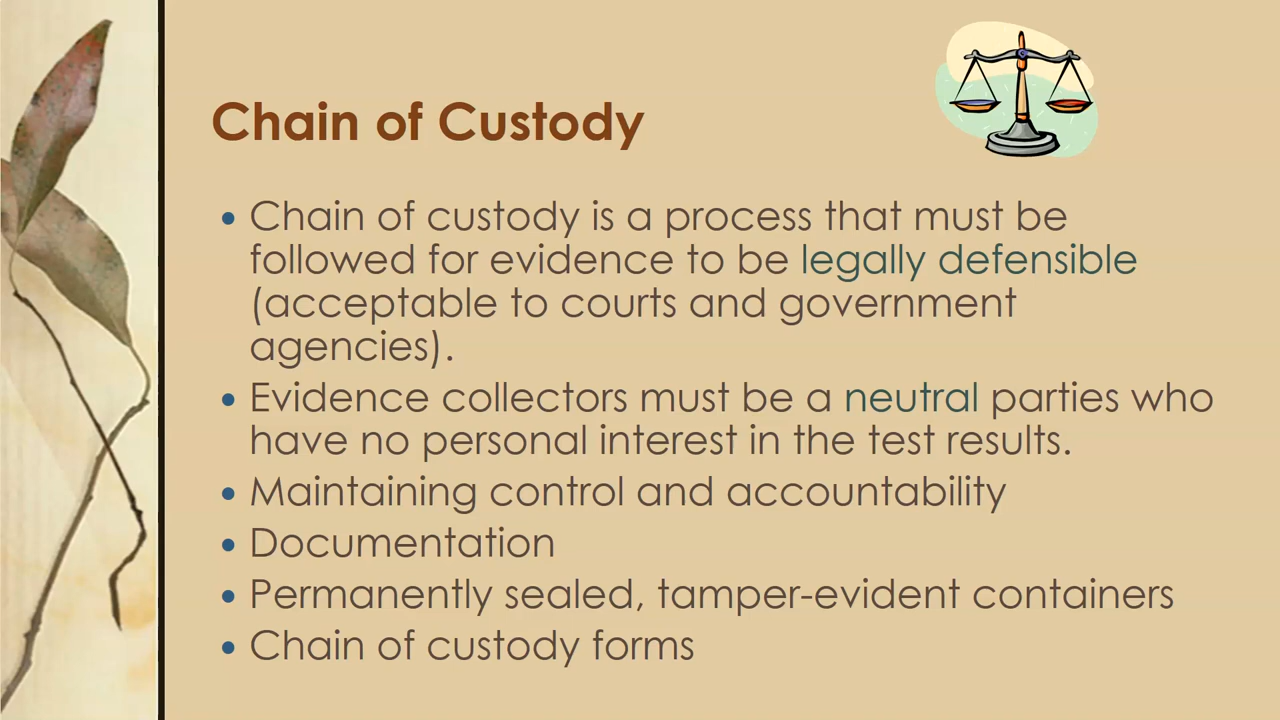 Chain of Custody
• Chain of custody is a process that must be
followed for evidence to be legally defensible
(acceptable to courts and government
agencies).
• Evidence collectors must be a neutral parties who
have no personal interest in the test results.
• Maintaining control and accountability
• Documentation
• Permanently sealed, tamper-evident containers
• Chain of custody forms